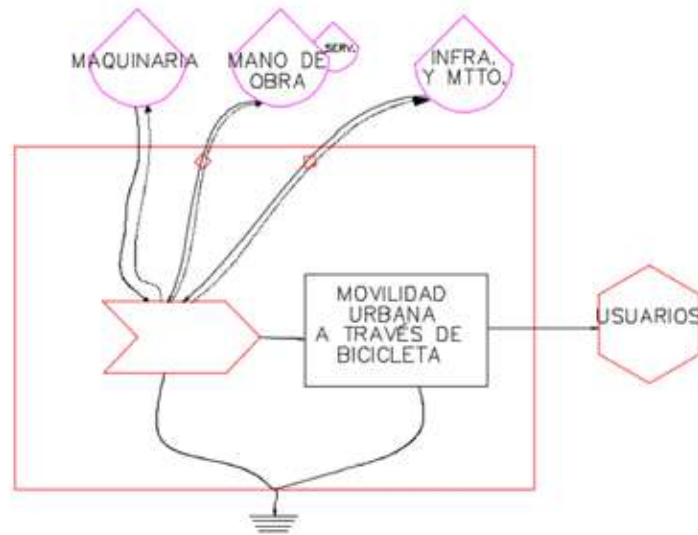 MAQUINARIA
MANO DE
OBRA
SERV.
INFRA.
Y MTTO.
MOVILIDAD
URBANA
A TRAVÉS DE
BICICLETA
USUARIOS